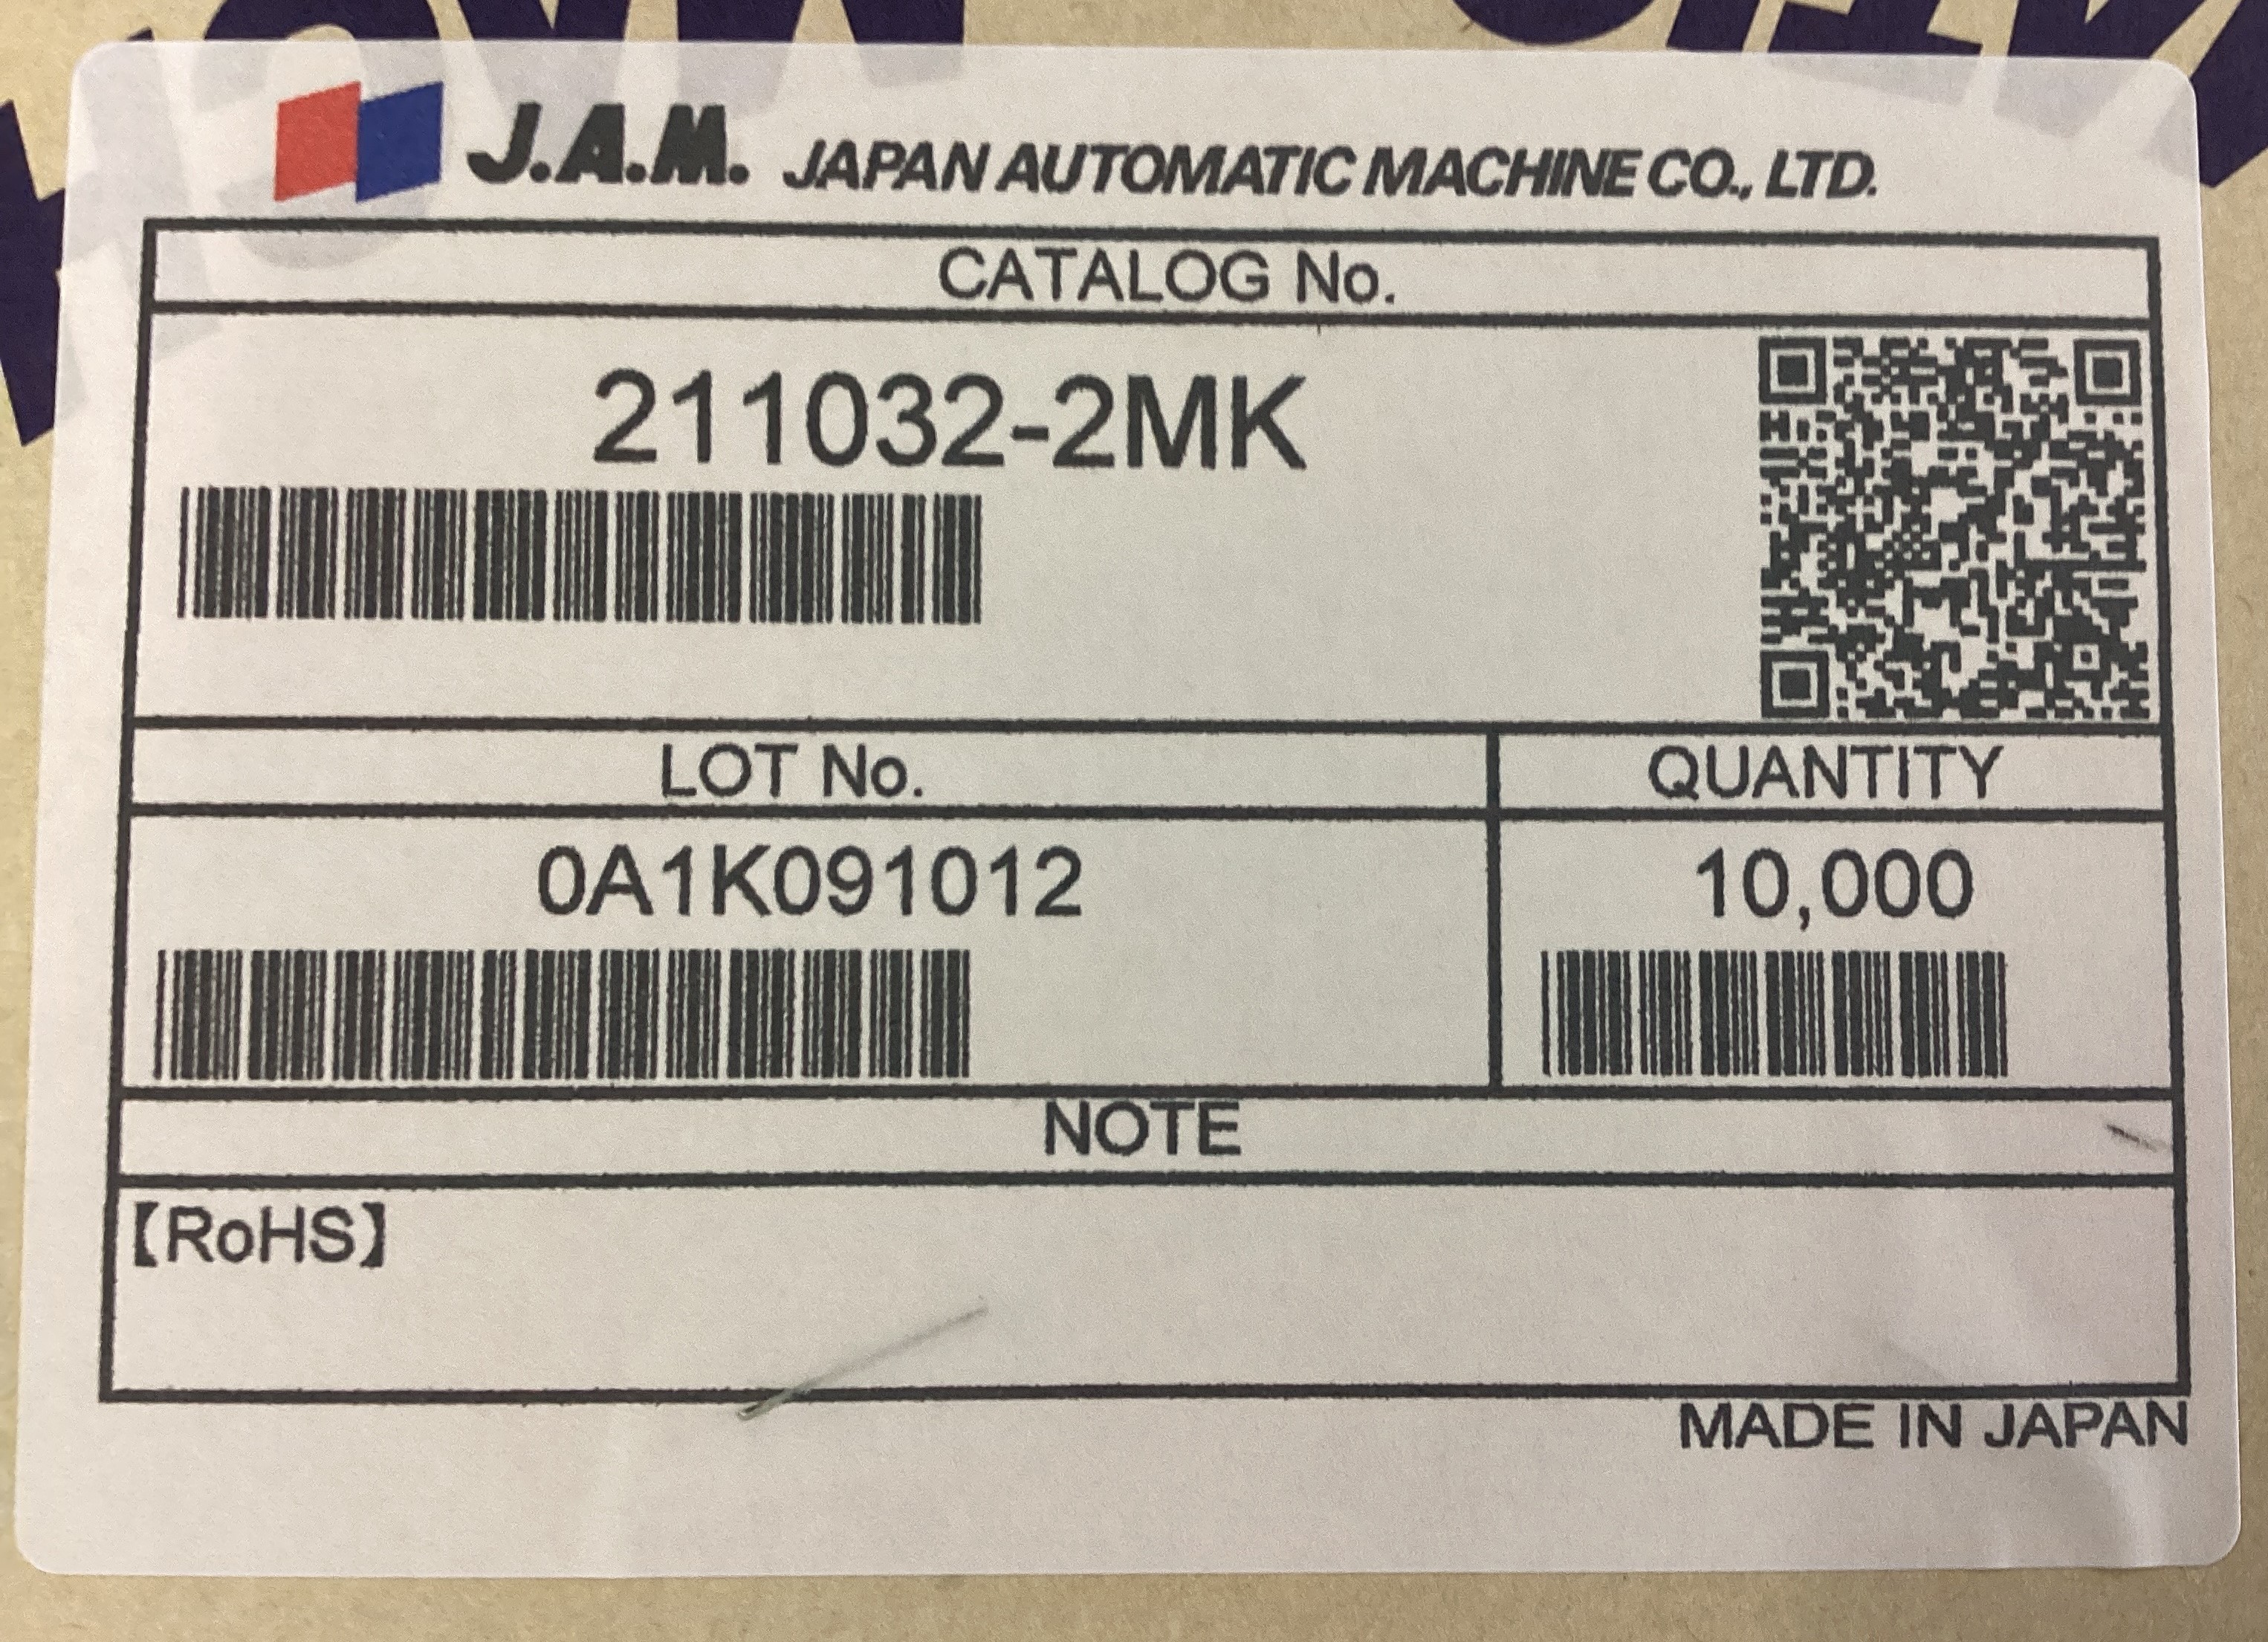 J.A.M. JAPAN AUTOMATIC MACHINE CO., LTD.
CATALOG No.
211032-2MK
LOT No.
QUANTITY
0A1K091012
10,000
NOTE
【RoHS】
MADE IN JAPAN